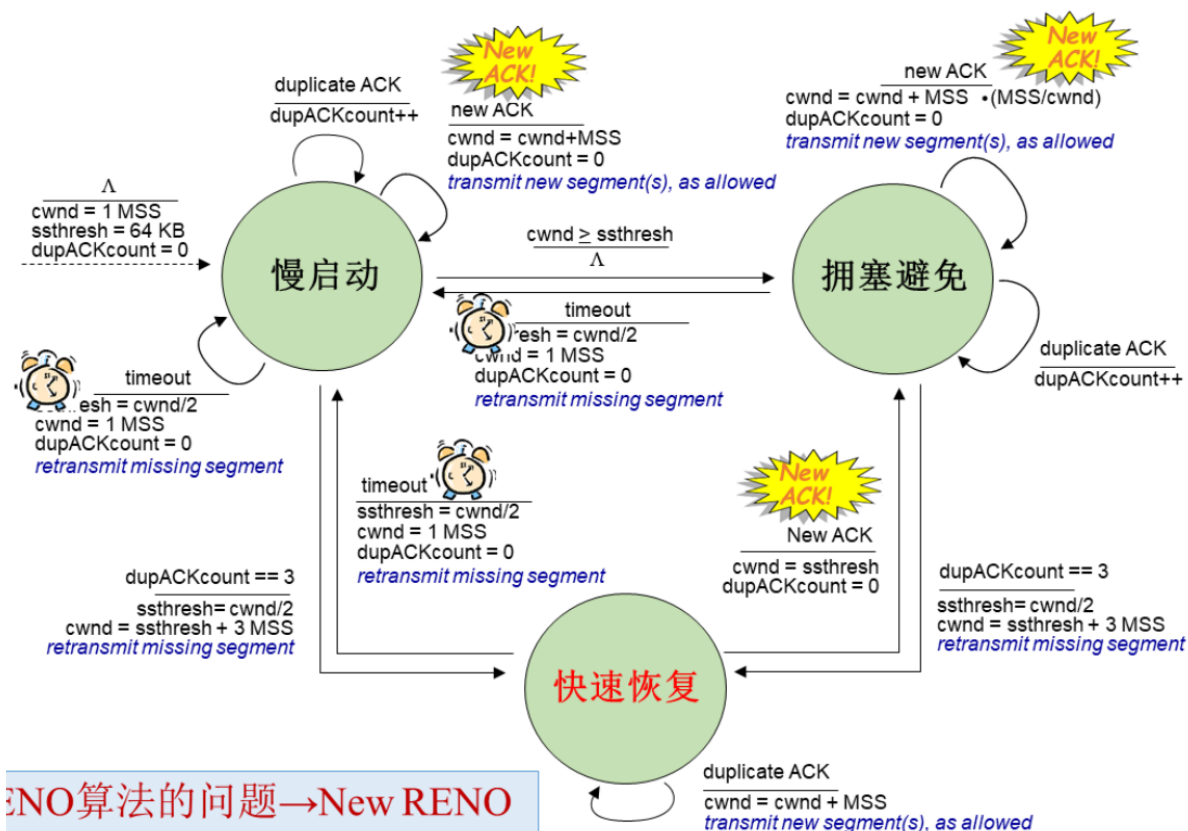 New
ACK!
duplicate ACK
dupACKcount++
new ACK
cwnd = cwnd+MSS
dupACKcount = 0
transmit new segment(s), as allowed
New
ACK!
new ACK
cwnd = cwnd + MSS •(MSS/cwnd)
dupACKcount = 0
transmit new segment(s), as allowed
Λ
cwnd = 1 MSS
ssthresh = 64 KB
dupACKcount = 0
慢启动
cwnd ≥ ssthresh
Λ
拥塞避免
timeout
= cwnd/2
cwnd = 1 MSS
dupACKcount = 0
retransmit missing segment
duplicate ACK
dupACKcount++
timeout
= cwnd/2
cwnd = 1 MSS
dupACKcount = 0
retransmit missing segment
timeout
ssthresh = cwnd/2
cwnd = 1 MSS
dupACKcount = 0
retransmit missing segment
New
ACK!
New ACK
cwnd = ssthresh
dupACKcount = 0
dupACKcount == 3
ssthresh= cwnd/2
cwnd = ssthresh + 3 MSS
retransmit missing segment
dupACKcount == 3
ssthresh= cwnd/2
cwnd = ssthresh + 3 MSS
retransmit missing segment
快速恢复
duplicate ACK
cwnd = cwnd + MSS
transmit new segment(s), as allowed
ENO算法的问题→New RENO